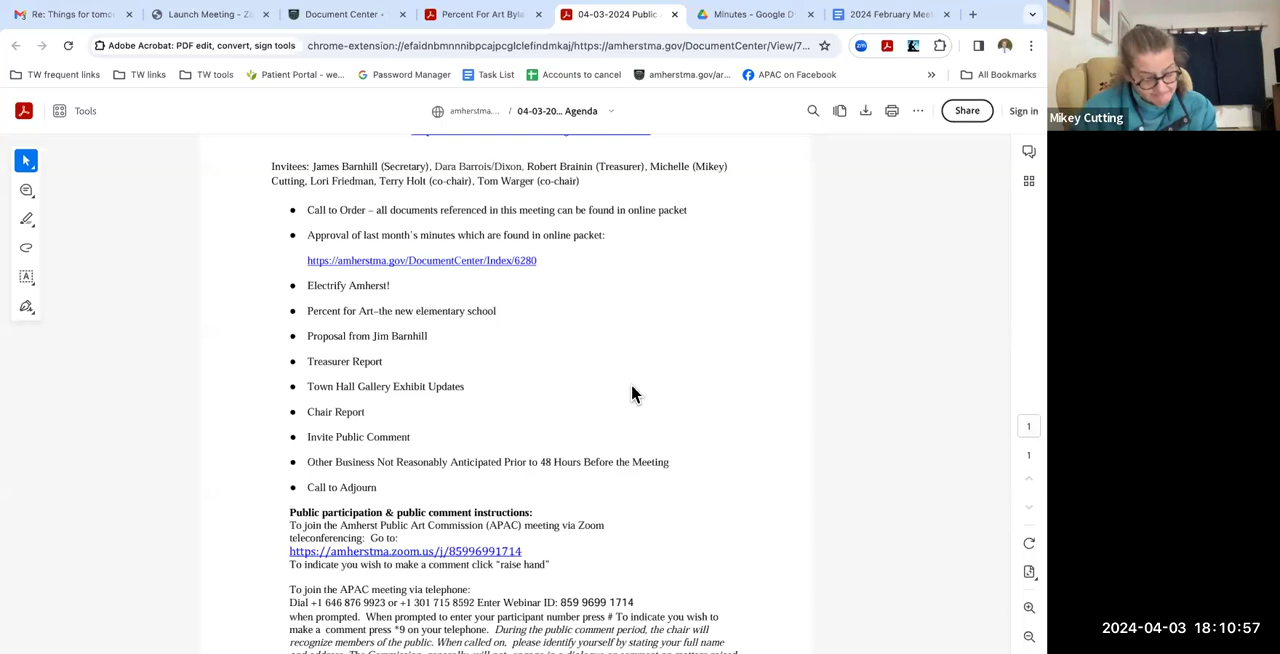 Re: Things for tomo
Launch Meeting - Z
Document Center •
Percent For Art Byla
04-03-2024 Public
Minutes - Google D
2024 February Mee
Adobe Acrobat: PDF edit, convert, sign tools
chrome-extension://efaidnbmnnnibpcajpcglclefindmkaj/https://amherstma.gov/DocumentCenter/View/7...
TW frequent links
TW links
TW tools
Patient Portal - we...
Password Manager
Task List
Accounts to cancel
amherstma.gov/ar...
APAC on Facebook
All Bookmarks
Tools
amherstma... / 04-03-20... Agenda
Share
Sign in
Mikey Cutting
Invitees: James Barnhill (Secretary), Dara Barrols/Dixon, Robert Brainin (Treasurer), Michelle (Mikey)
Cutting, Lori Friedman, Terry Holt (co-chair), Tom Warger (co-chair)
● Call to Order – all documents referenced in this meeting can be found in online packet
● Approval of last month's minutes which are found in online packet:
https://amherstma.gov/DocumentCenter/Index/6280
● Electrify Amherst!
● Percent for Art–the new elementary school
● Proposal from Jim Barnhill
● Treasurer Report
● Town Hall Gallery Exhibit Updates
● Chair Report
● Invite Public Comment
● Other Business Not Reasonably Anticipated Prior to 48 Hours Before the Meeting
● Call to Adjourn
Public participation & public comment instructions:
To join the Amherst Public Art Commission (APAC) meeting via Zoom
teleconferencing: Go to:
https://amherstma.zoom.us/j/85996991714
To indicate you wish to make a comment click "raise hand"
To join the APAC meeting via telephone:
Dial +1 646 876 9923 or +1 301 715 8592 Enter Webinar ID: 859 9699 1714
when prompted. When prompted to enter your participant number press # To indicate you wish to
make a comment press *9 on your telephone. During the public comment period, the chair will
recognize members of the public. When called on, please identify yourself by stating your full name
1
1
2024-04-03 18:10:57